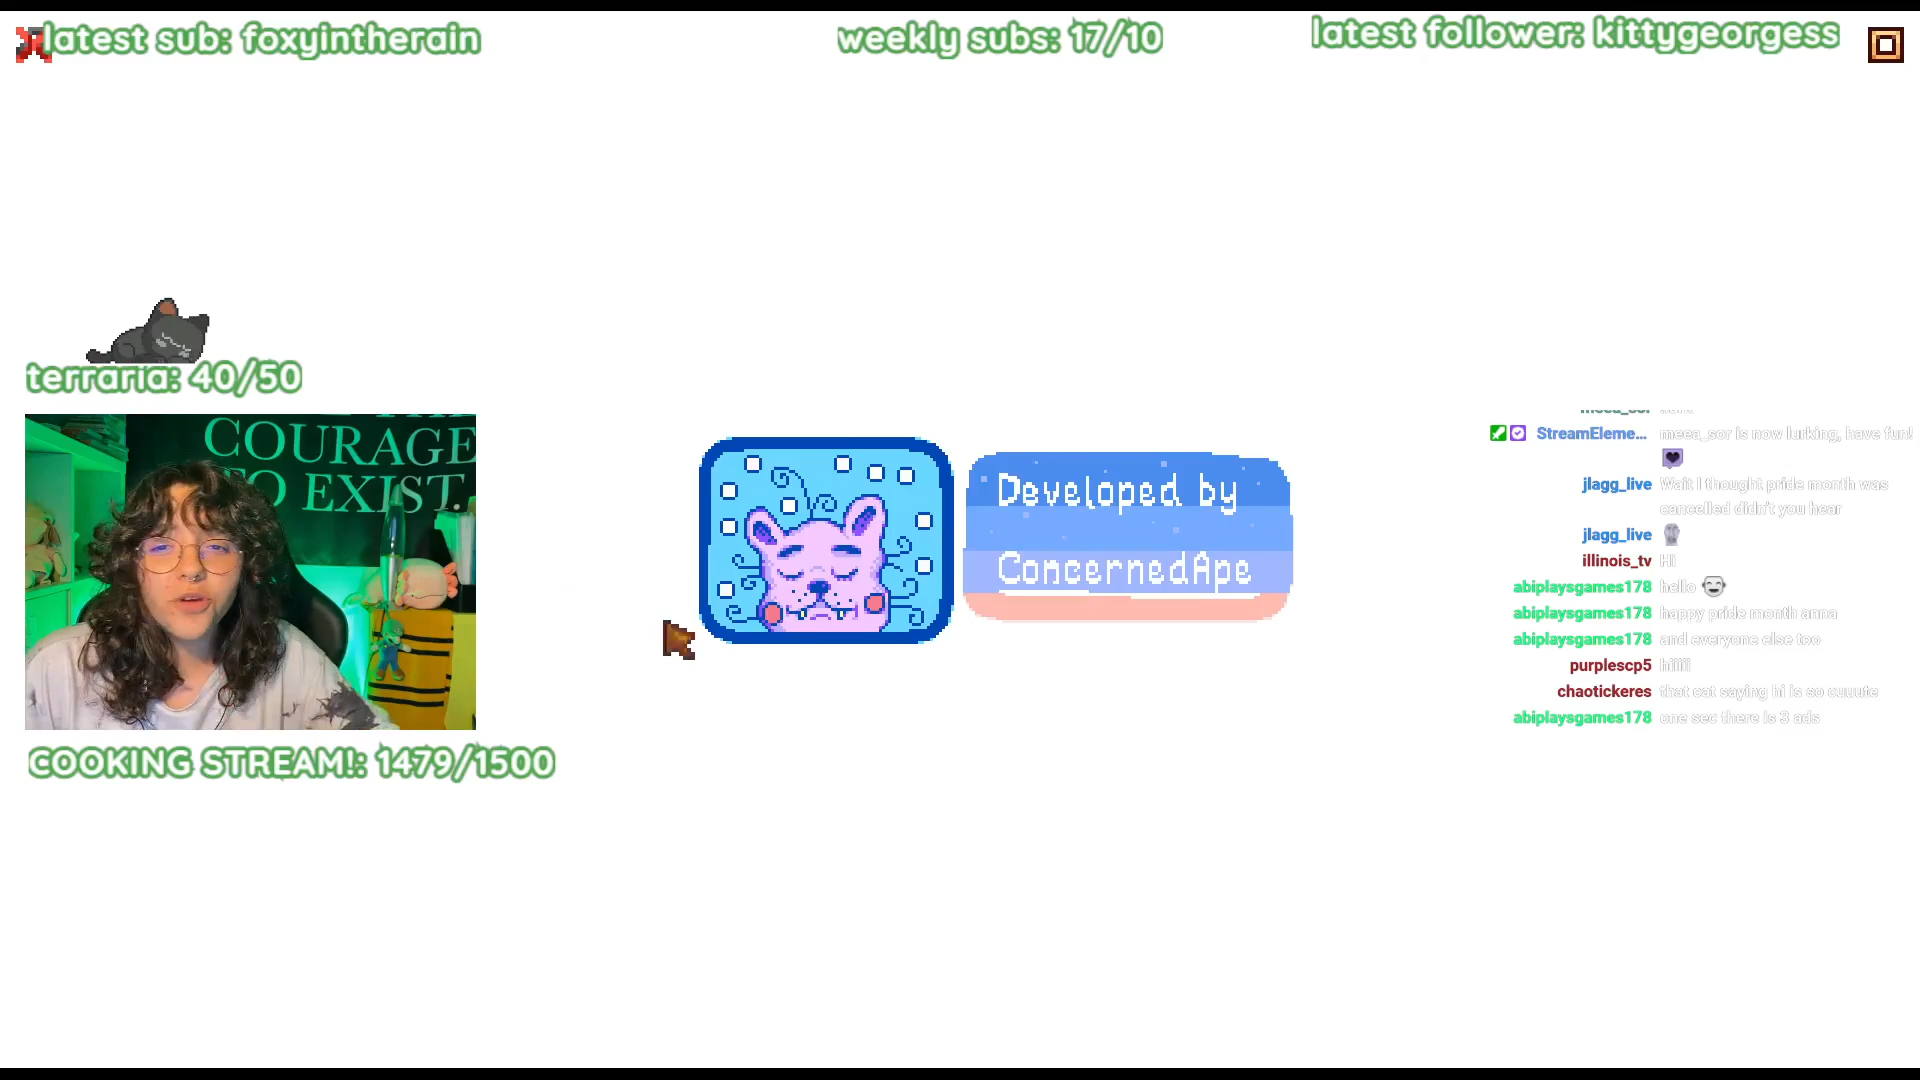 latest sub: foxyintherain
weekly subs: 17/10
latest follower: kittygeorgess
terraria: 40/50
COURAGE
TO EXIST.
COOKING STREAM!: 1479/1500
Developed by
ConcernedApe
StreamEleme... meea_sor is now lurking, have fun!
jlagg_live Wait I thought pride month was
cancelled didn't you hear
jlagg_live
illinois_tv Hi
abiplaysgames178 hello
abiplaysgames178 happy pride month anna
abiplaysgames178 and everyone else too
purplescp5 hiiiii
chaotickeres that cat saying hi is so cuuute
abiplaysgames178 one sec there is 3 ads